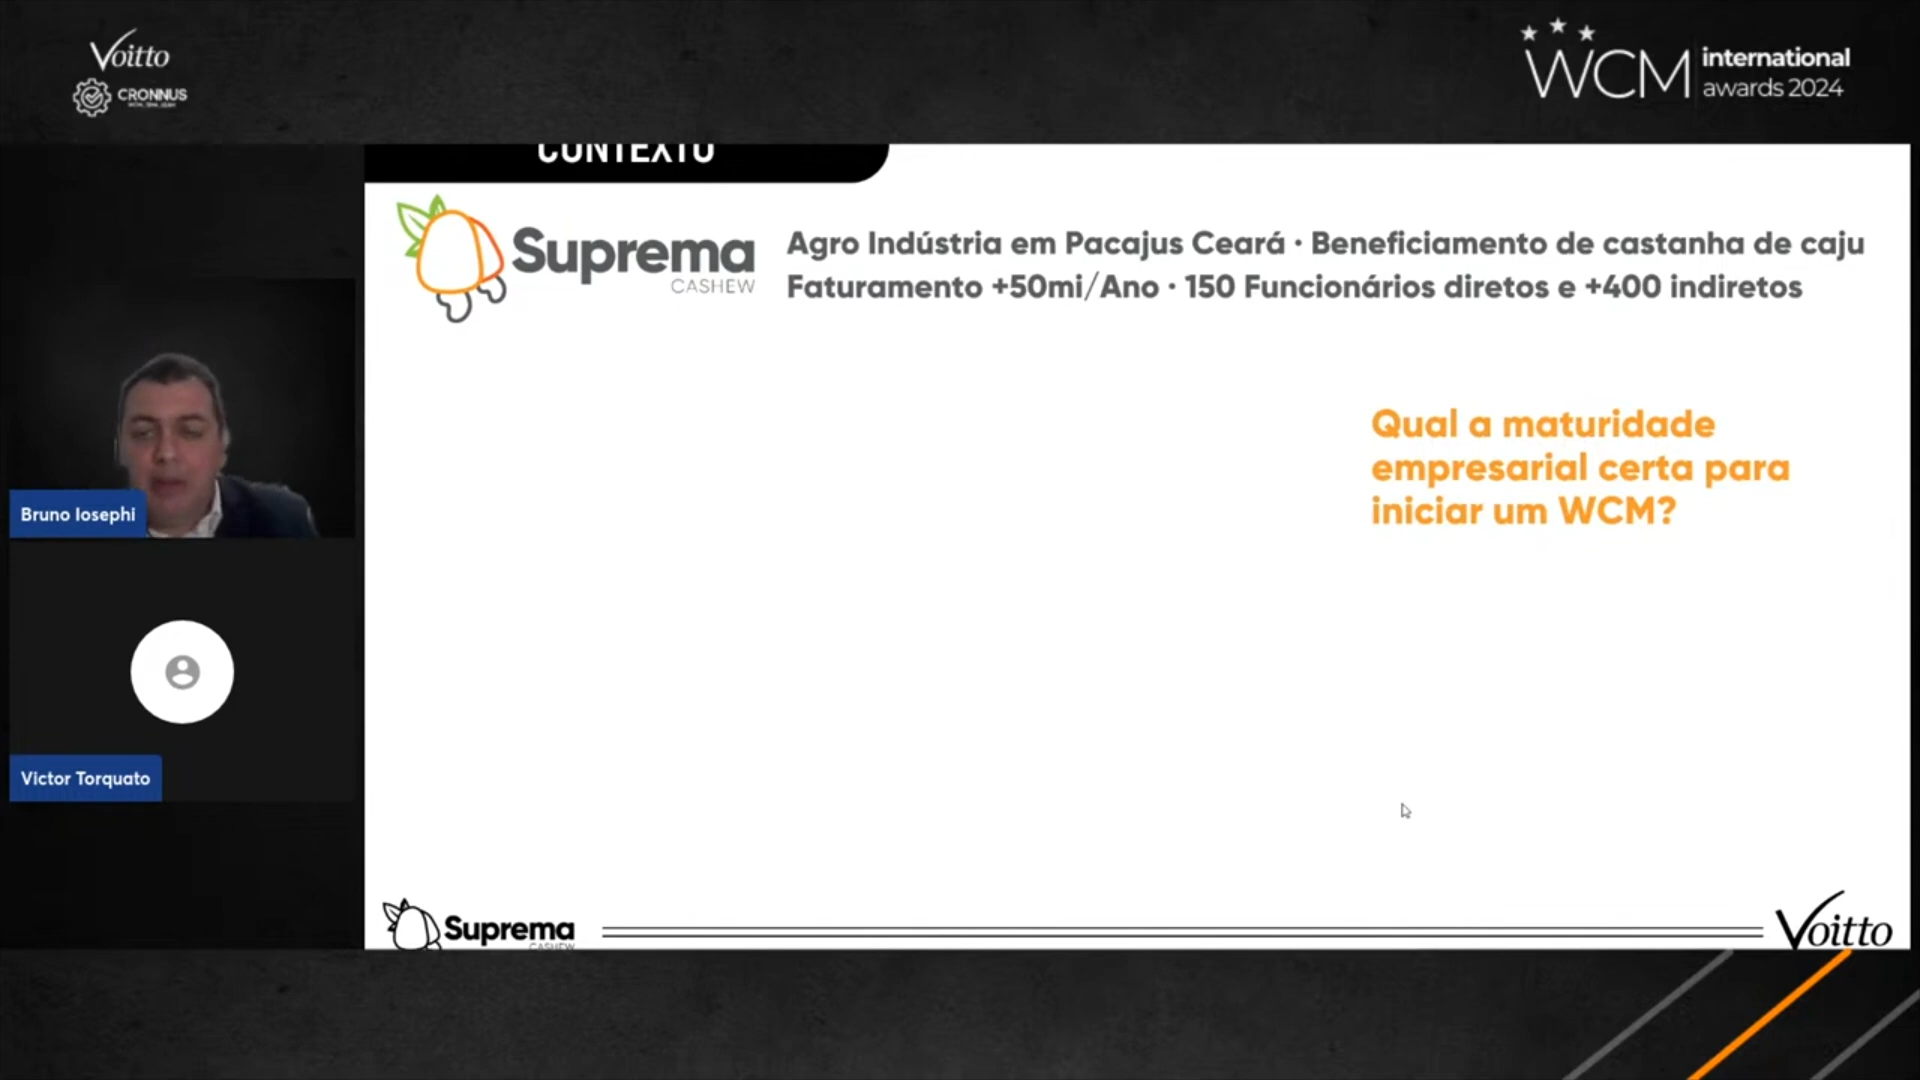 Voitto
CRONNUS
WCM international
awards 2024
CONTEXTO
Suprema
CASHEW
Agro Indústria em Pacajus Ceará • Beneficiamento de castanha de caju
Faturamento +50mi/Ano • 150 Funcionários diretos e +400 indiretos
Qual a maturidade
empresarial certa para
iniciar um WCM?
Bruno Iosephi
Victor Torquato
Suprema
CASHEW
Voitto